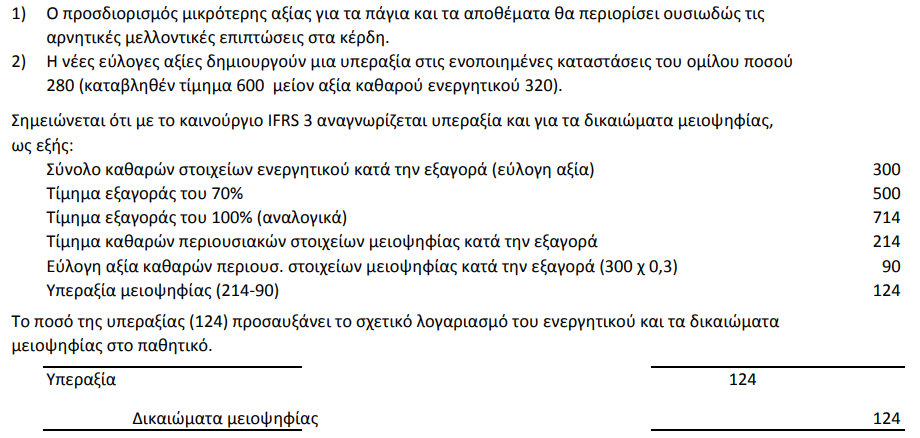 1) Ο προσδιορισμός μικρότερης αξίας για τα πάγια και τα αποθέματα θα περιορίσει ουσιωδώς τις
αρνητικές μελλοντικές επιπτώσεις στα κέρδη.
2) Η νέες εύλογες αξίες δημιουργούν μια υπεραξία στις ενοποιημένες καταστάσεις του ομίλου ποσού
280 (καταβληθέν τίμημα 600 μείον αξία καθαρού ενεργητικού 320).
Σημειώνεται ότι με το καινούργιο IFRS 3 αναγνωρίζεται υπεραξία και για τα δικαιώματα μειοψηφίας,
ως εξής:
Σύνολο καθαρών στοιχείων ενεργητικού κατά την εξαγορά (εύλογη αξία) 300
Τίμημα εξαγοράς του 70% 500
Τίμημα εξαγοράς του 100% (αναλογικά) 714
Τίμημα καθαρών περιουσιακών στοιχείων μειοψηφίας κατά την εξαγορά 214
Εύλογη αξία καθαρών περιουσ. στοιχείων μειοψηφίας κατά την εξαγορά (300 χ 0,3) 90
Υπεραξία μειοψηφίας (214-90) 124
Το ποσό της υπεραξίας (124) προσαυξάνει το σχετικό λογαριασμό του ενεργητικού και τα δικαιώματα
μειοψηφίας στο παθητικό.
Υπεραξία 124
Δικαιώματα μειοψηφίας 124